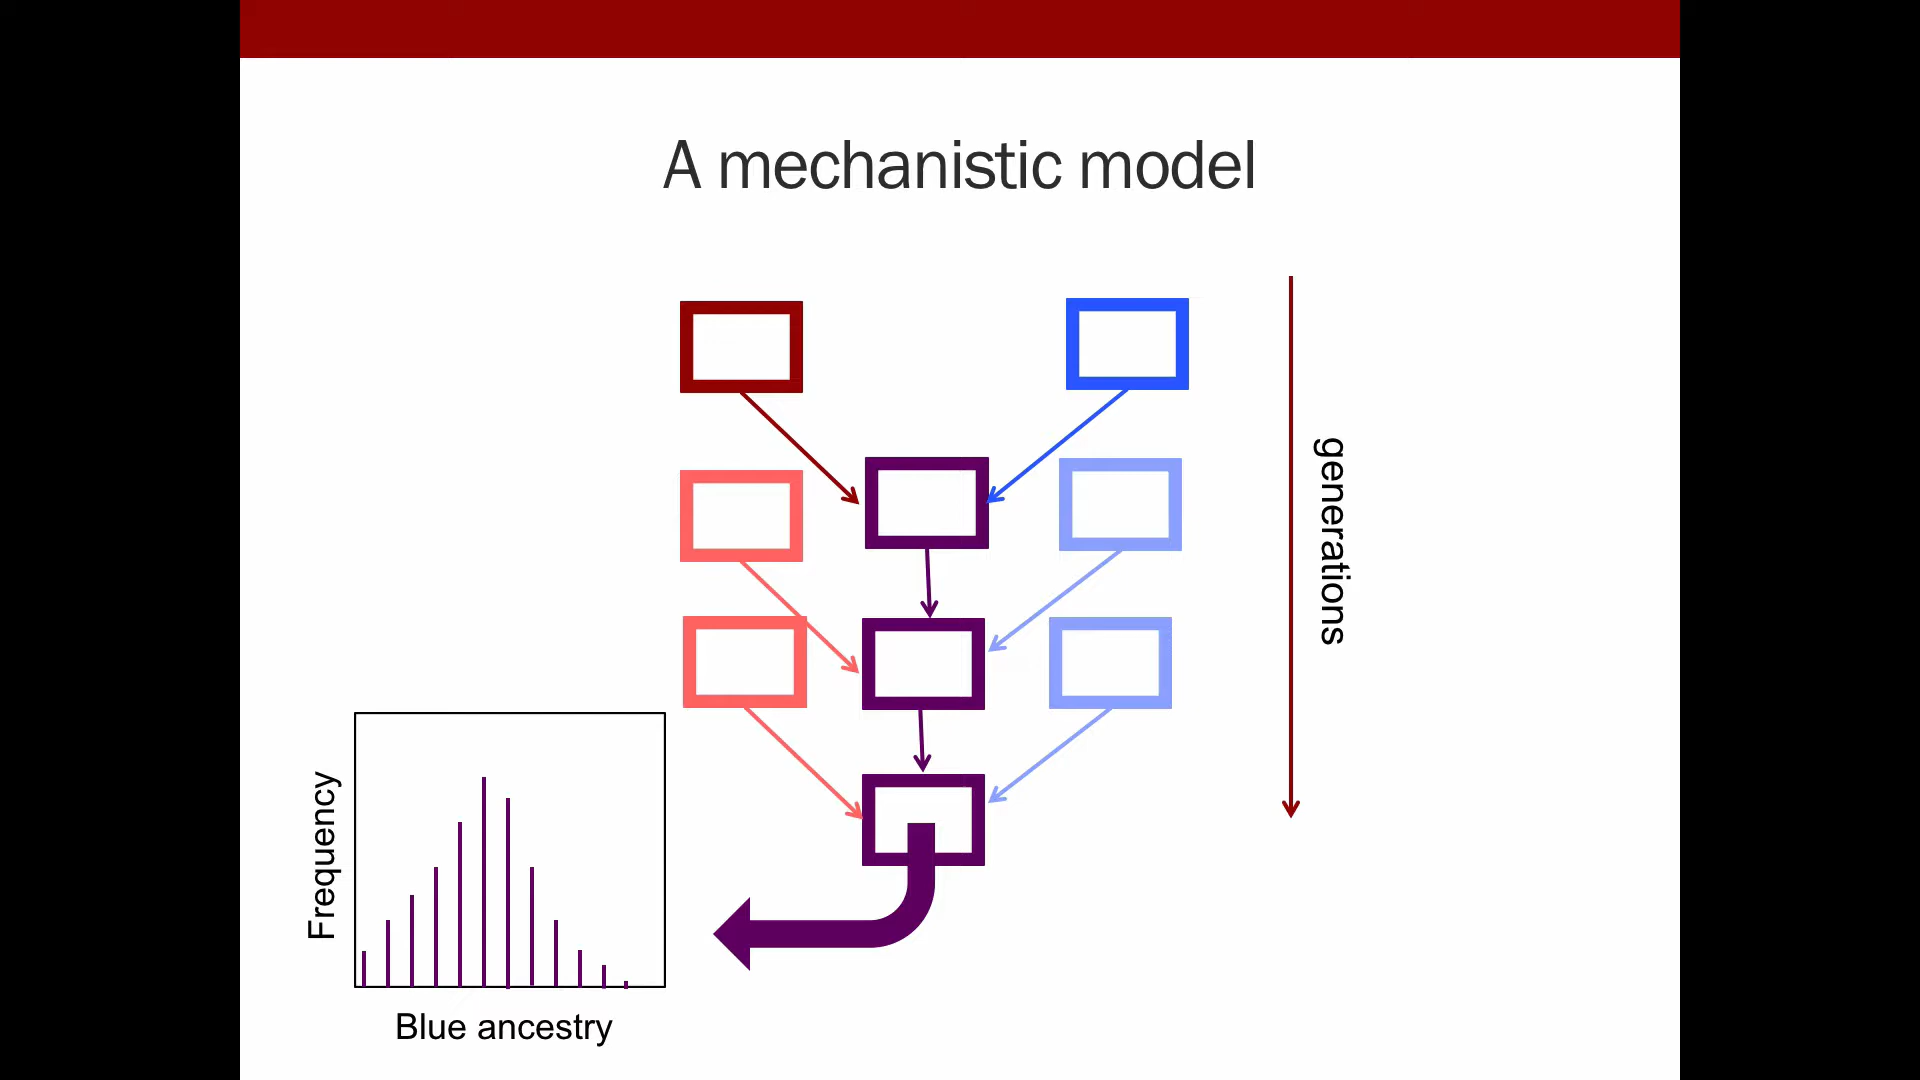 A mechanistic model
generations
Frequency
Blue ancestry